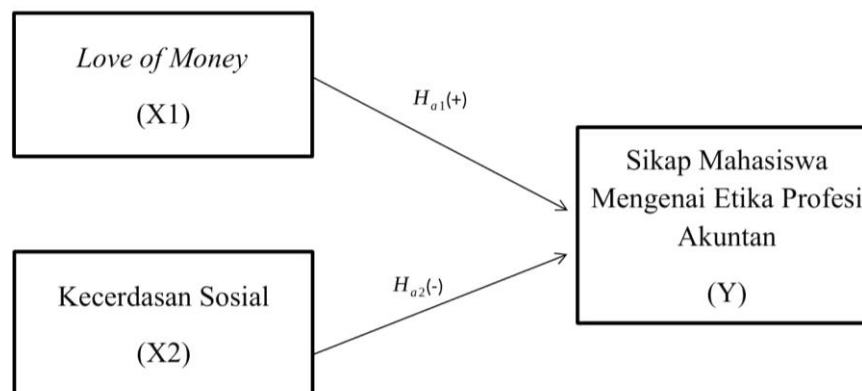 Love of Money
(X1)
Hₐ₁(+)
Sikap Mahasiswa
Mengenai Etika Profesi
Akuntan
(Y)
Kecerdasan Sosial
(X2)
Hₐ₂(-)